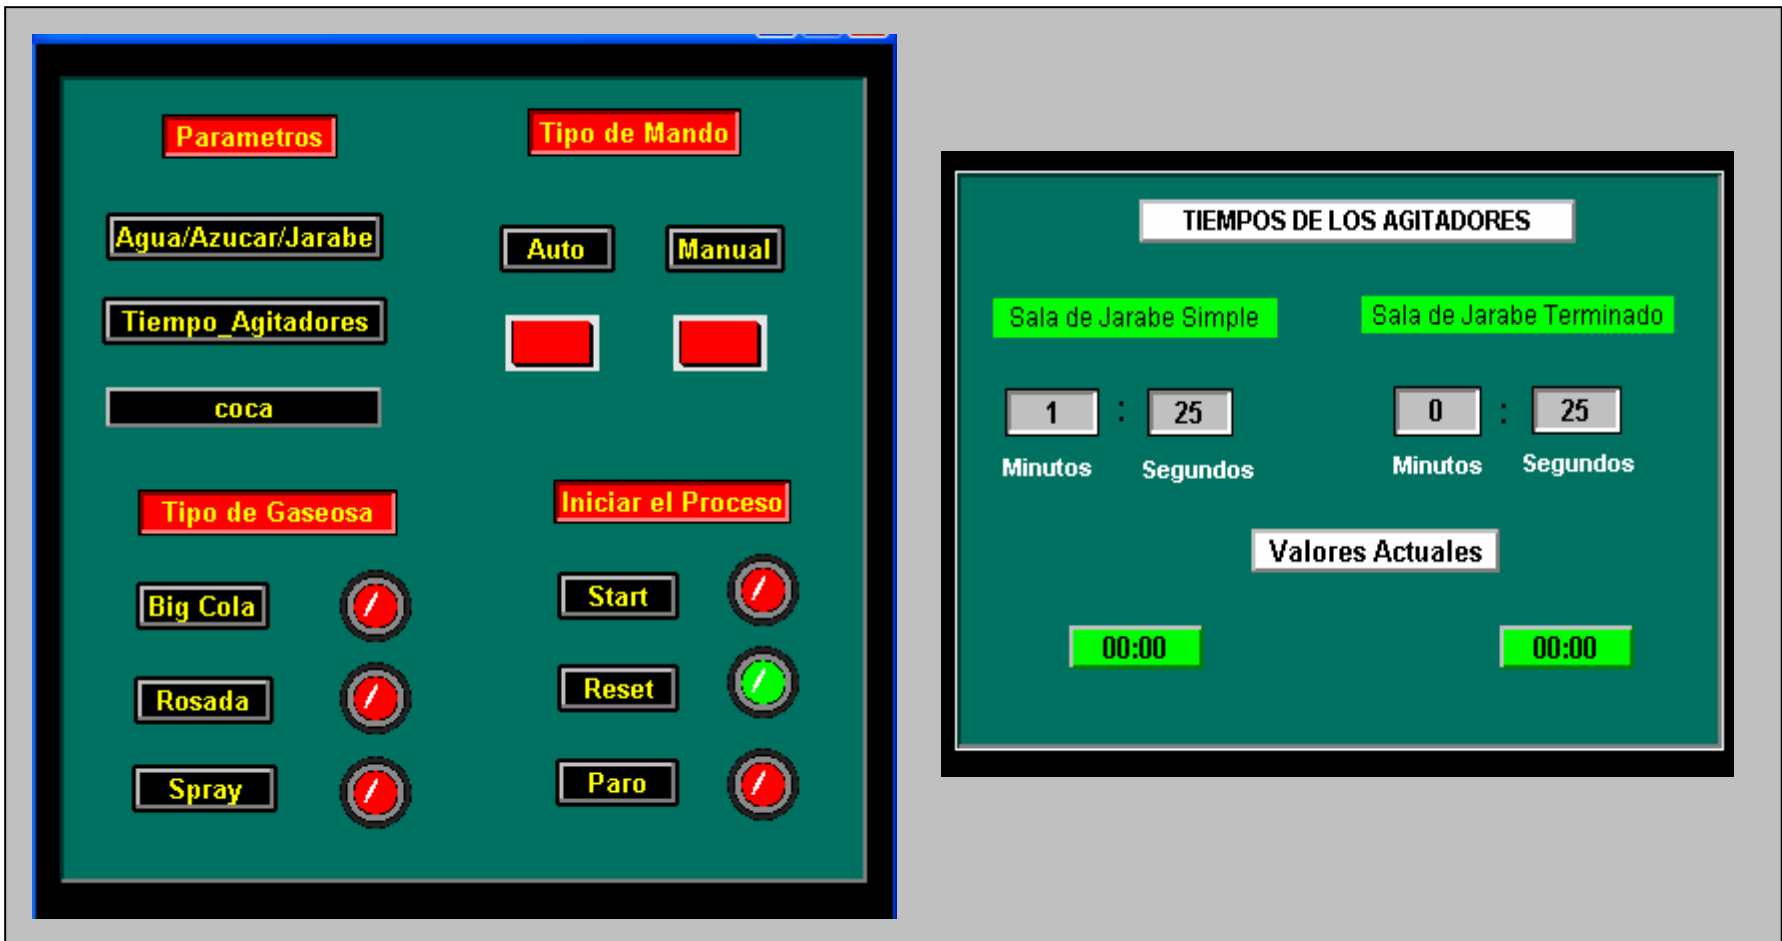 Parametros
Tipo de Mando
Agua/Azucar/Jarabe
Auto
Manual
Tiempo_Agitadores
coca
Tipo de Gaseosa
Iniciar el Proceso
Big Cola
Start
Rosada
Reset
Spray
Paro
TIEMPOS DE LOS AGITADORES
Sala de Jarabe Simple
Sala de Jarabe Terminado
1 : 25
0 : 25
Minutos Segundos
Minutos Segundos
Valores Actuales
00:00
00:00